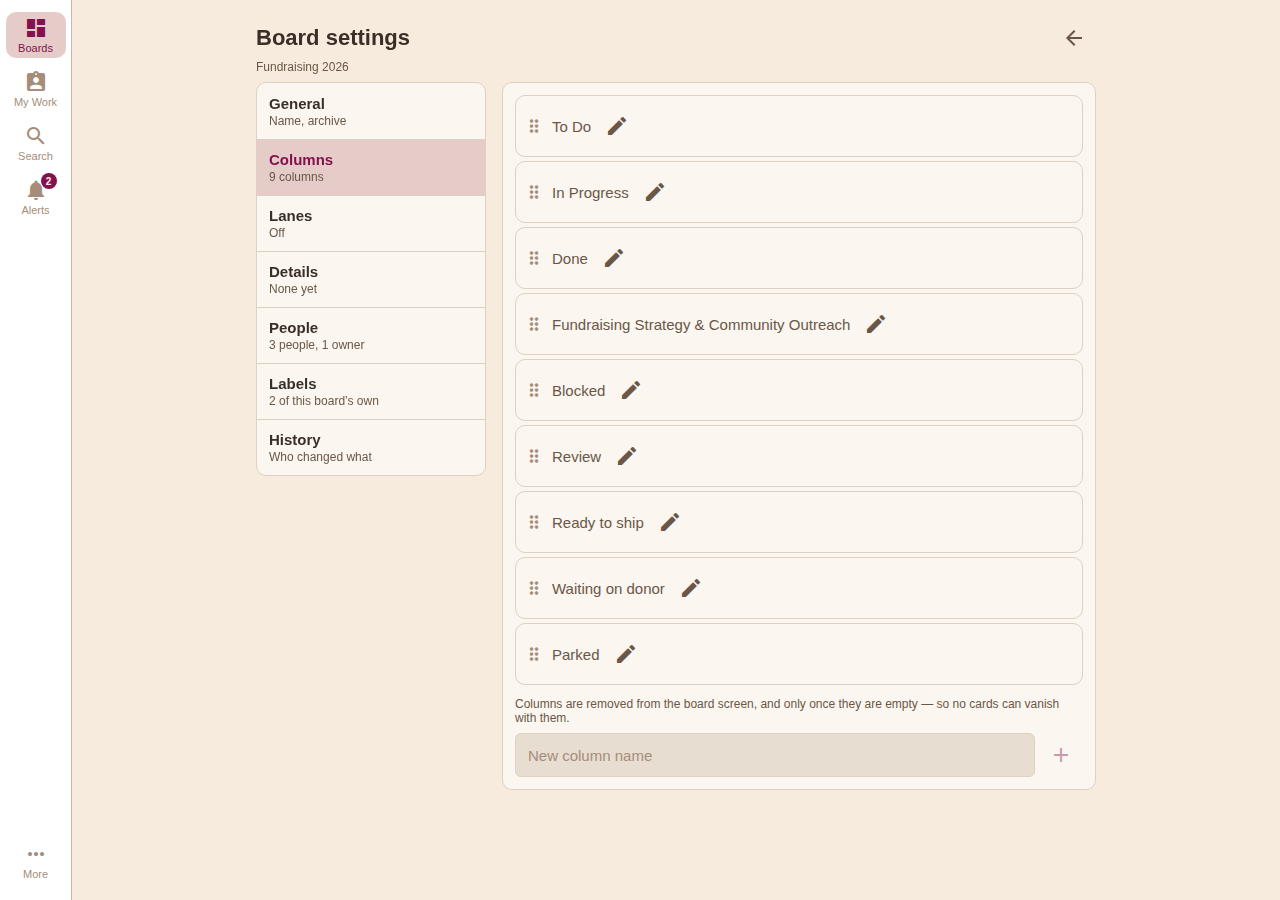 Boards
My Work
Search
2
Alerts
More
Board settings
Fundraising 2026
General
Name, archive
Columns
9 columns
Lanes
Off
Details
None yet
People
3 people, 1 owner
Labels
2 of this board's own
History
Who changed what
To Do
In Progress
Done
Fundraising Strategy & Community Outreach
Blocked
Review
Ready to ship
Waiting on donor
Parked
Columns are removed from the board screen, and only once they are empty — so no cards can vanish
with them.
New column name